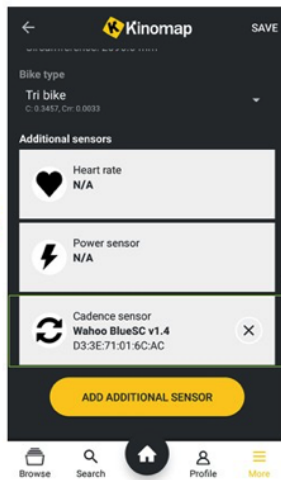 Kinomap
SAVE
Bike type
Tri bike
C: 0.3457, Crr: 0.0033
Additional sensors
Heart rate
N/A
Power sensor
N/A
Cadence sensor
Wahoo BlueSC v1.4
D3:3E:71:01:6C:AC
ADD ADDITIONAL SENSOR
Browse
Search
Profile
More